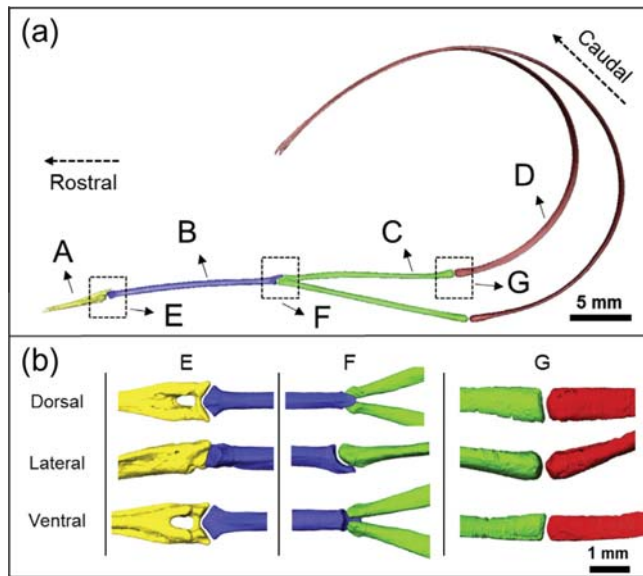 (a)
Caudal
Rostral
D
B
C
A
E
F
G
5 mm
(b)
E
F
G
Dorsal
Lateral
Ventral
1 mm